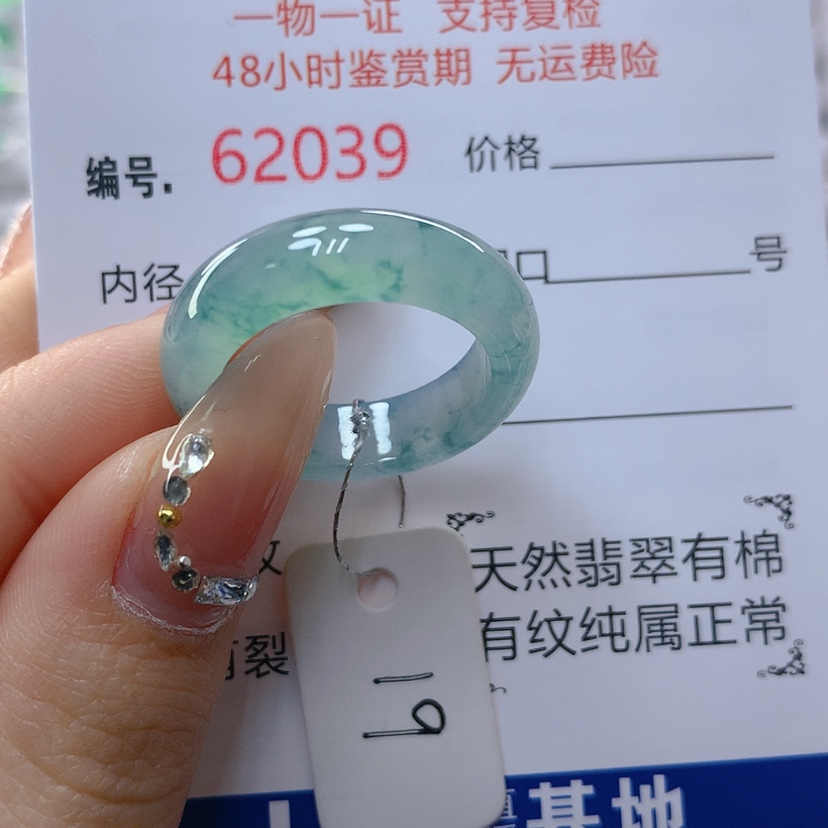 一物一证 支持复检
48小时鉴赏期 无运费险
编号. 62039 价格
内径 口 号
天然翡翠有棉
裂 有纹纯属正常
19
基地